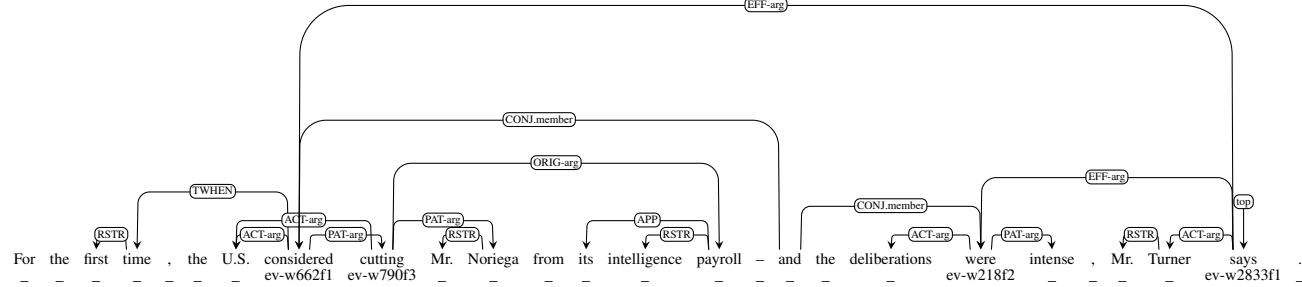 EFF-arg
CONJ.member
ORIG-arg
TWHEN EFF-arg
top
CONJ.member
ACT-arg PAT-arg APP
RSTR ACT-arg PAT-arg RSTR RSTR ACT-arg PAT-arg RSTR ACT-arg
For the first time , the U.S. considered cutting Mr. Noriega from its intelligence payroll – and the deliberations were intense , Mr. Turner says .
_ _ _ _ _ _ _ ev-w662f1 ev-w790f3 _ _ _ _ _ _ _ _ _ _ ev-w218f2 _ _ _ _ ev-w2833f1 _